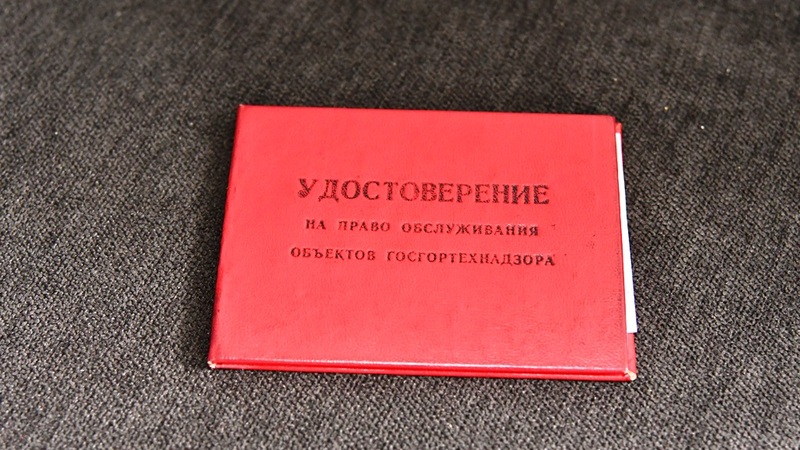 УДОСТОВЕРЕНИЕ
НА ПРАВО ОБСЛУЖИВАНИЯ
ОБЪЕКТОВ ГОСГОРТЕХНАДЗОРА